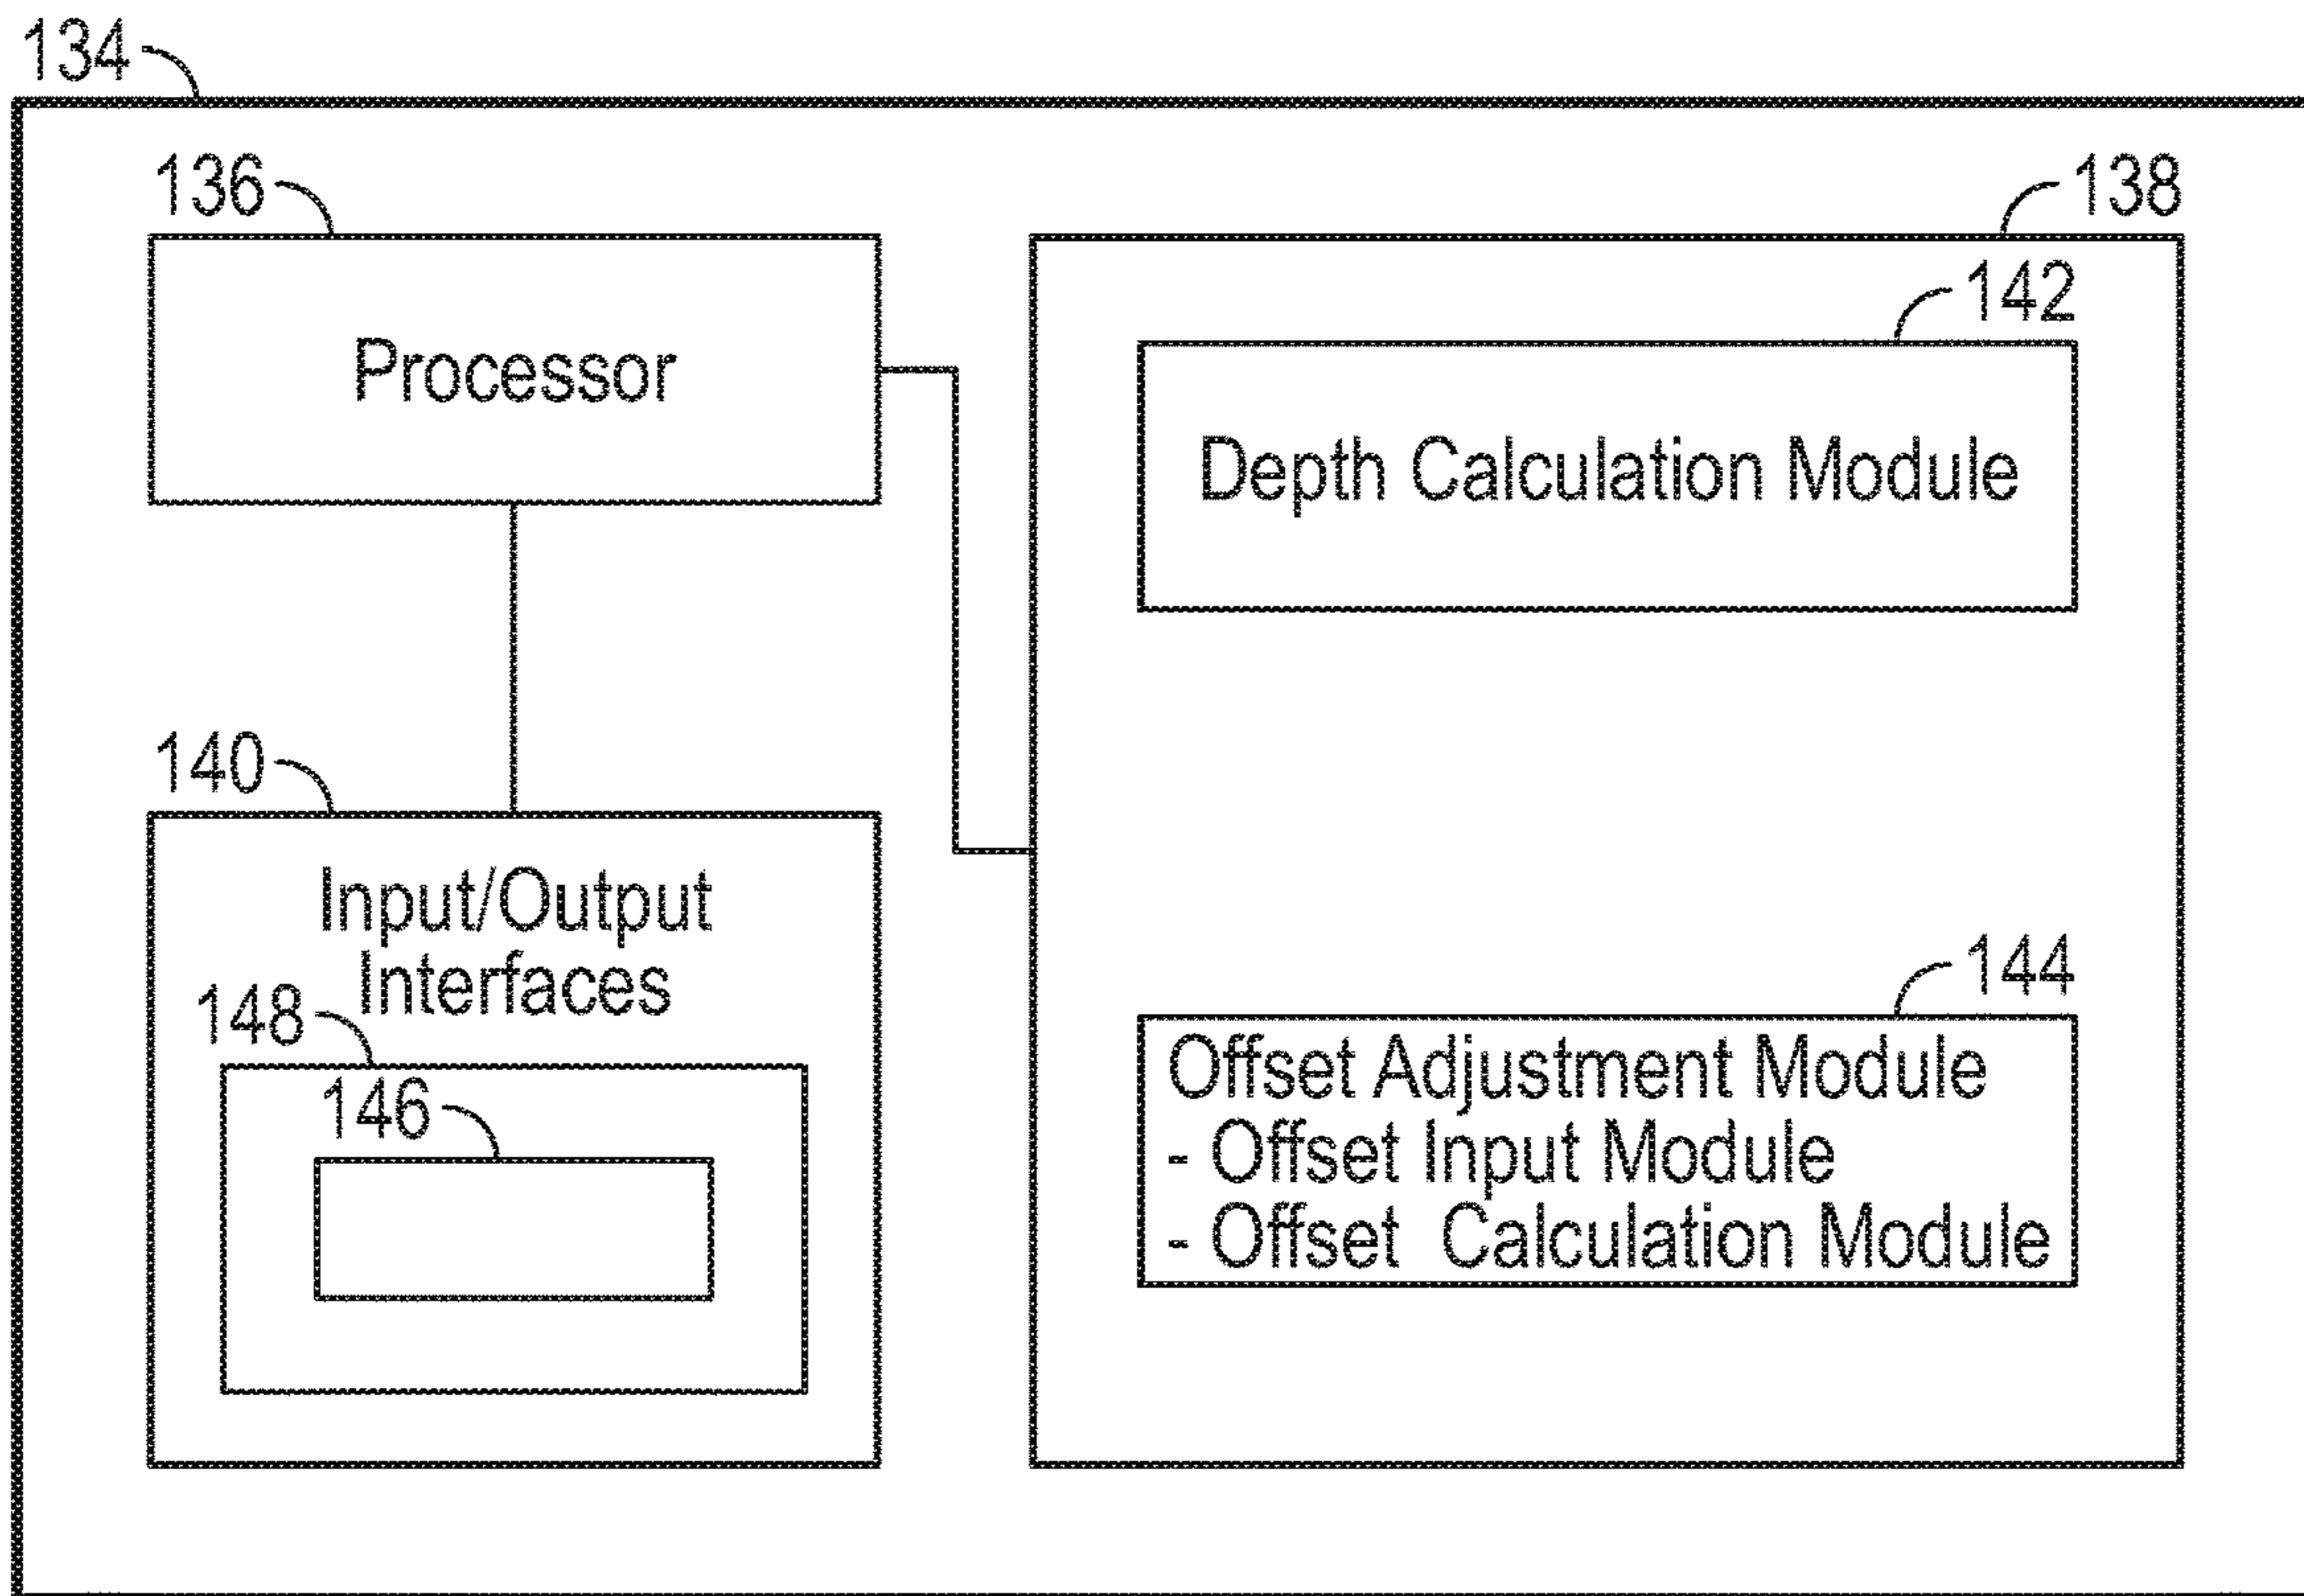 134
136
138
Processor
142
Depth Calculation Module
140
Input/Output
Interfaces
148
146
144
Offset Adjustment Module
- Offset Input Module
- Offset Calculation Module